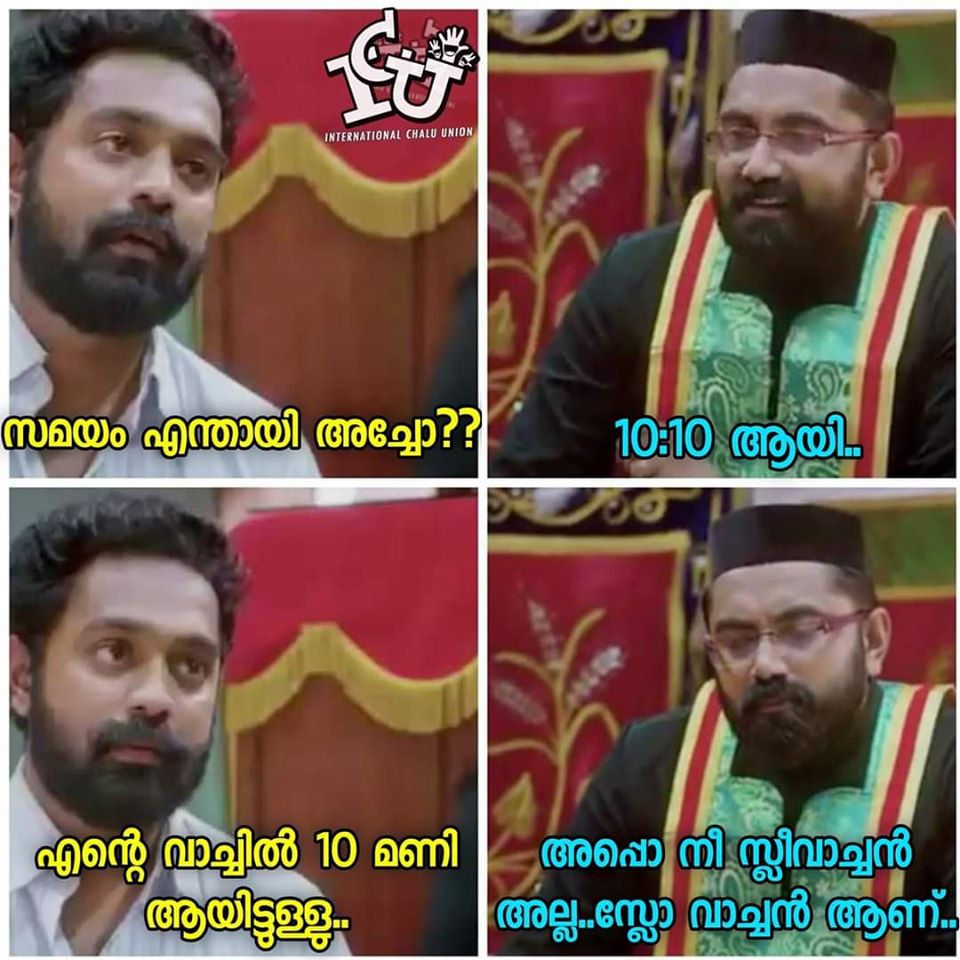 ICU
INTERNATIONAL CHALU UNION
സമയം എന്തായി അച്ചോ??
10:10 ആയി..
എന്റെ വാച്ചിൽ 10 മണി
ആയിട്ടുള്ളു..
അപ്പൊ നീ സ്ലീവാച്ചൻ
അല്ല..സ്ലോ വാച്ചൻ ആണ്..